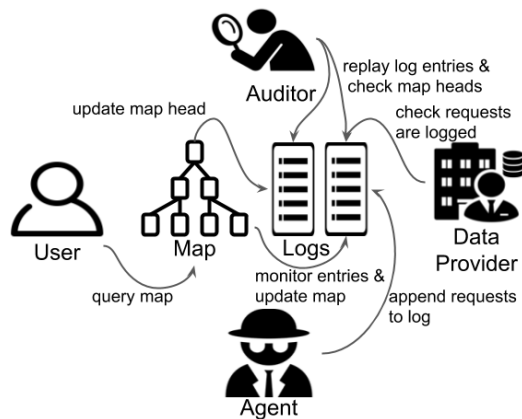 Auditor
replay log entries &
check map heads
update map head
check requests
are logged
User
Map
Logs
Data
Provider
query map
monitor entries &
update map
append requests
to log
Agent